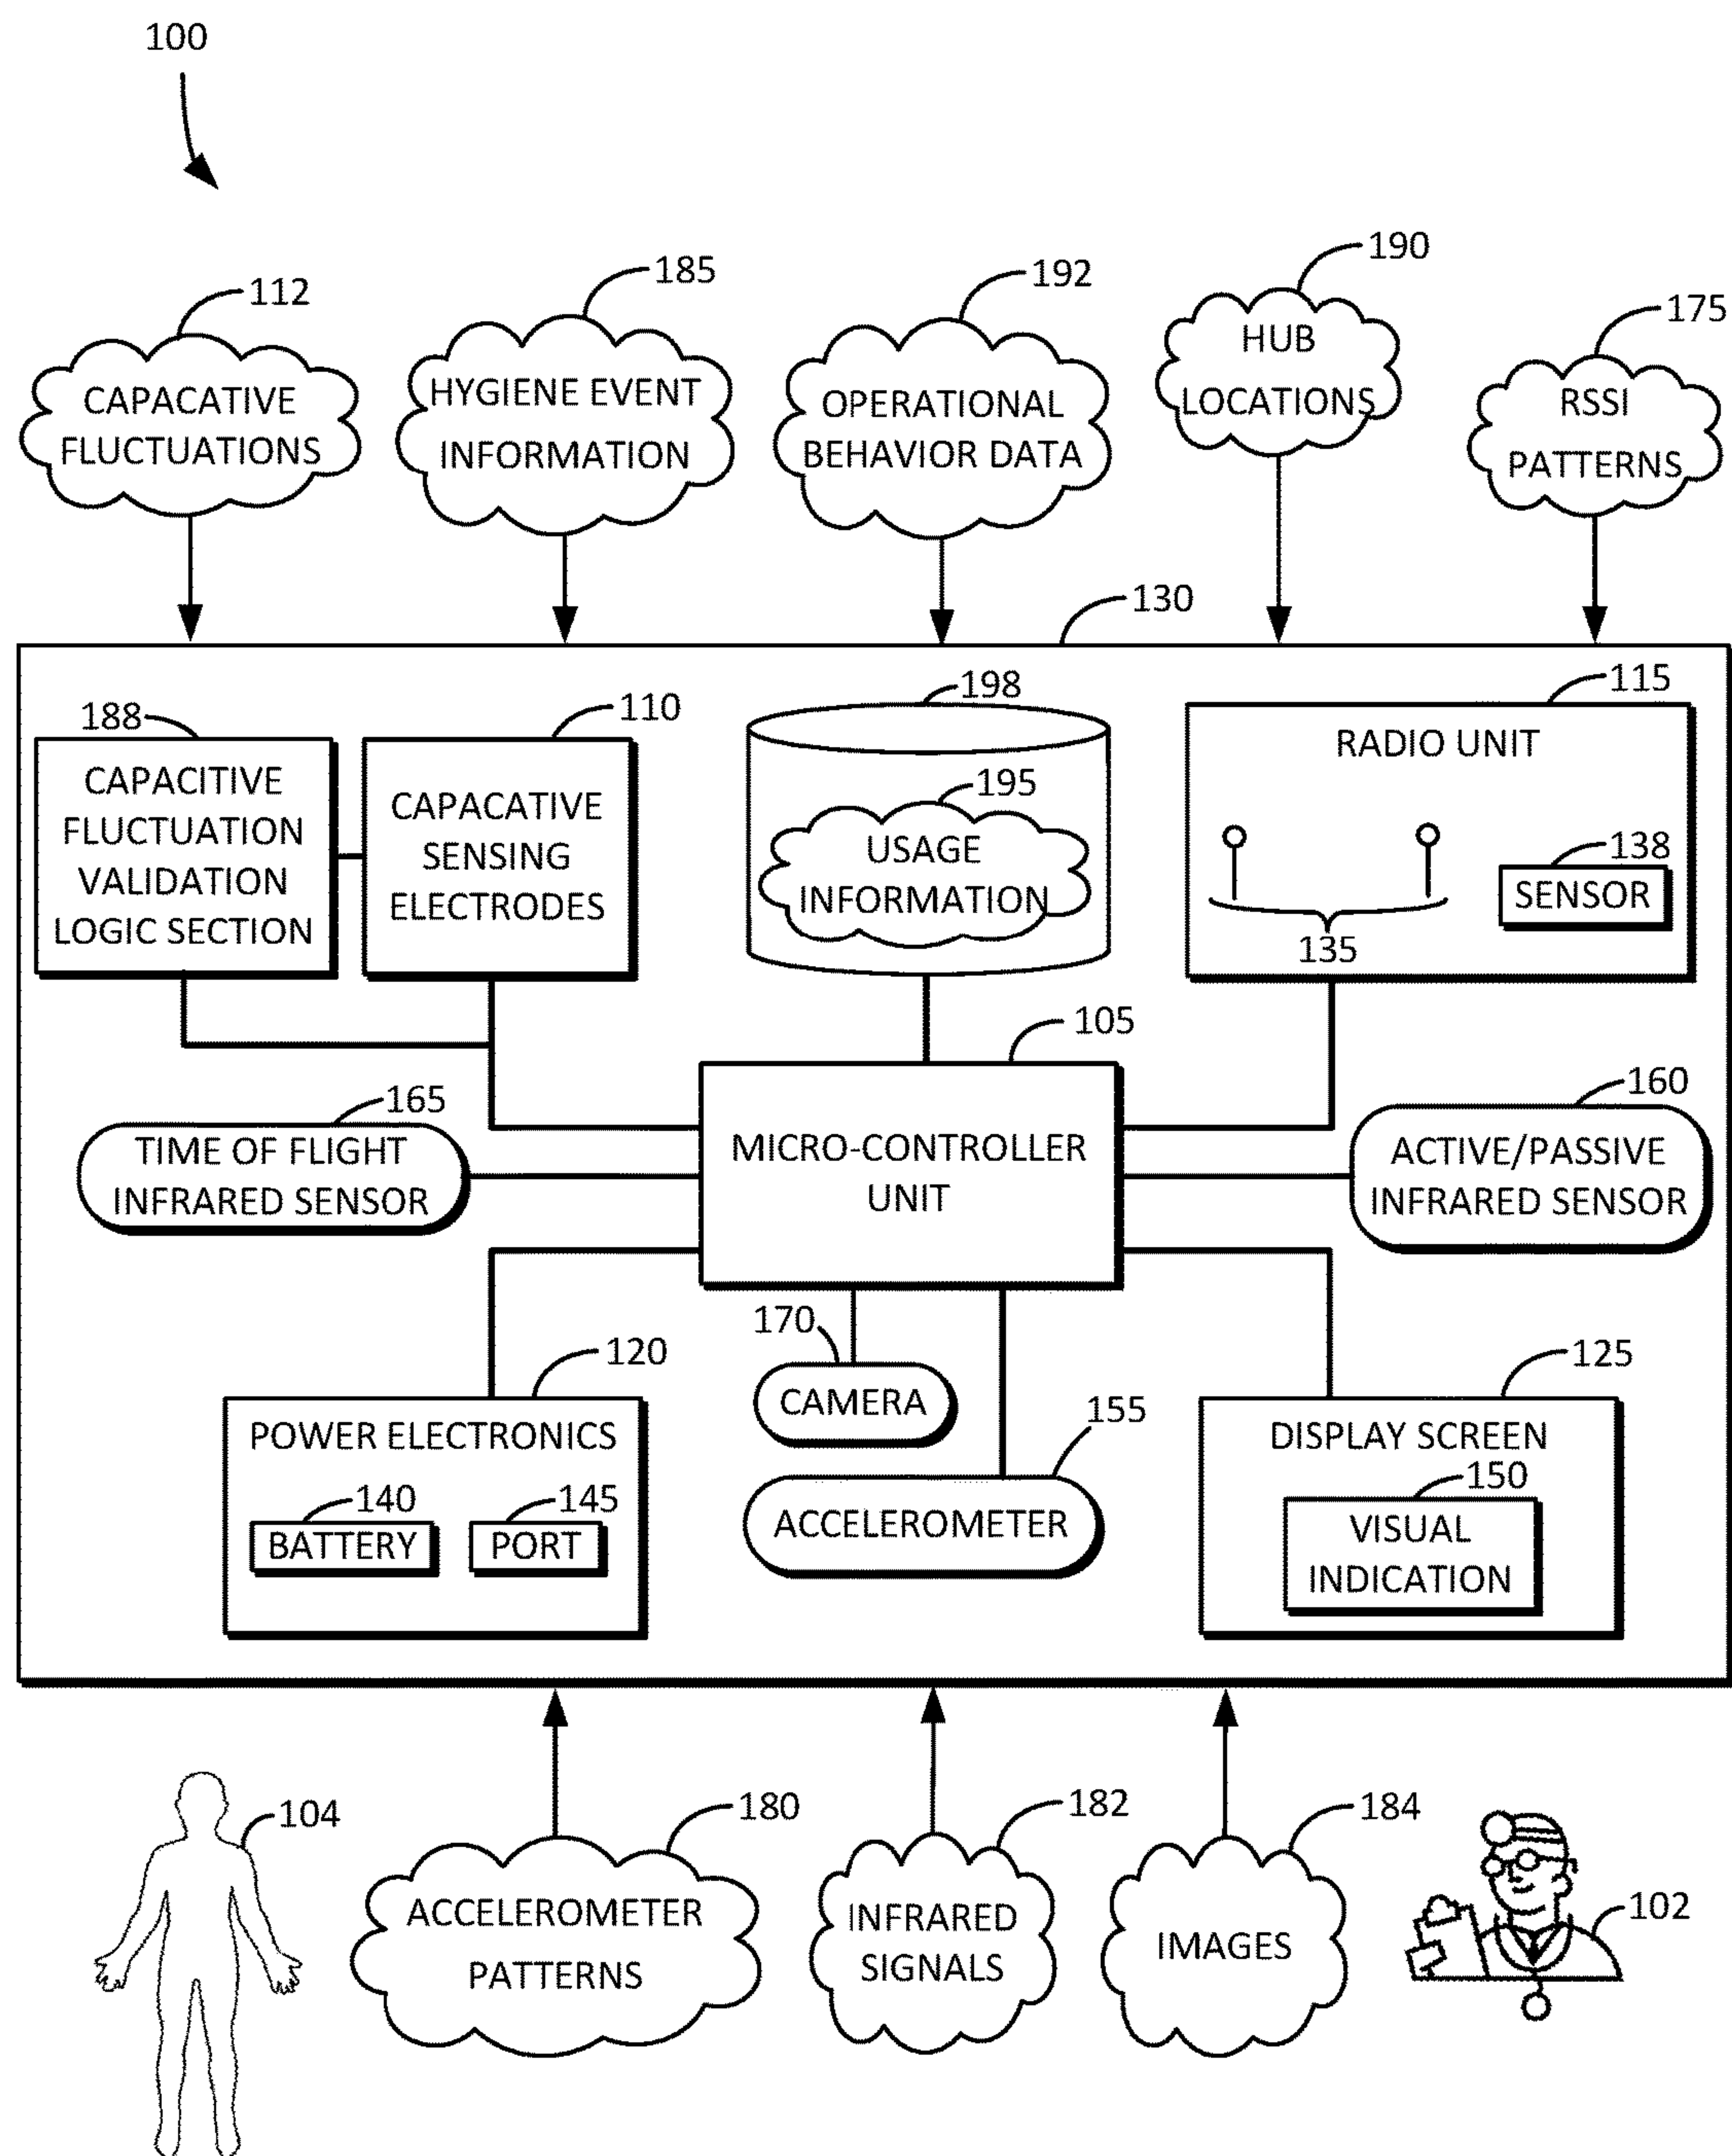 100
190
185
192
112
175
HUB
LOCATIONS
CAPACATIVE
FLUCTUATIONS
HYGIENE EVENT
INFORMATION
OPERATIONAL
BEHAVIOR DATA
RSSI
PATTERNS
130
188
110
198
115
CAPACITIVE
FLUCTUATION
VALIDATION
LOGIC SECTION
CAPACATIVE
SENSING
ELECTRODES
195
USAGE
INFORMATION
RADIO UNIT
138
SENSOR
135
105
165
160
TIME OF FLIGHT
INFRARED SENSOR
MICRO-CONTROLLER
UNIT
ACTIVE/PASSIVE
INFRARED SENSOR
170
120
125
CAMERA
155
POWER ELECTRONICS
140
145
BATTERY
PORT
ACCELEROMETER
DISPLAY SCREEN
150
VISUAL
INDICATION
104
180
182
184
ACCELEROMETER
PATTERNS
INFRARED
SIGNALS
IMAGES
102